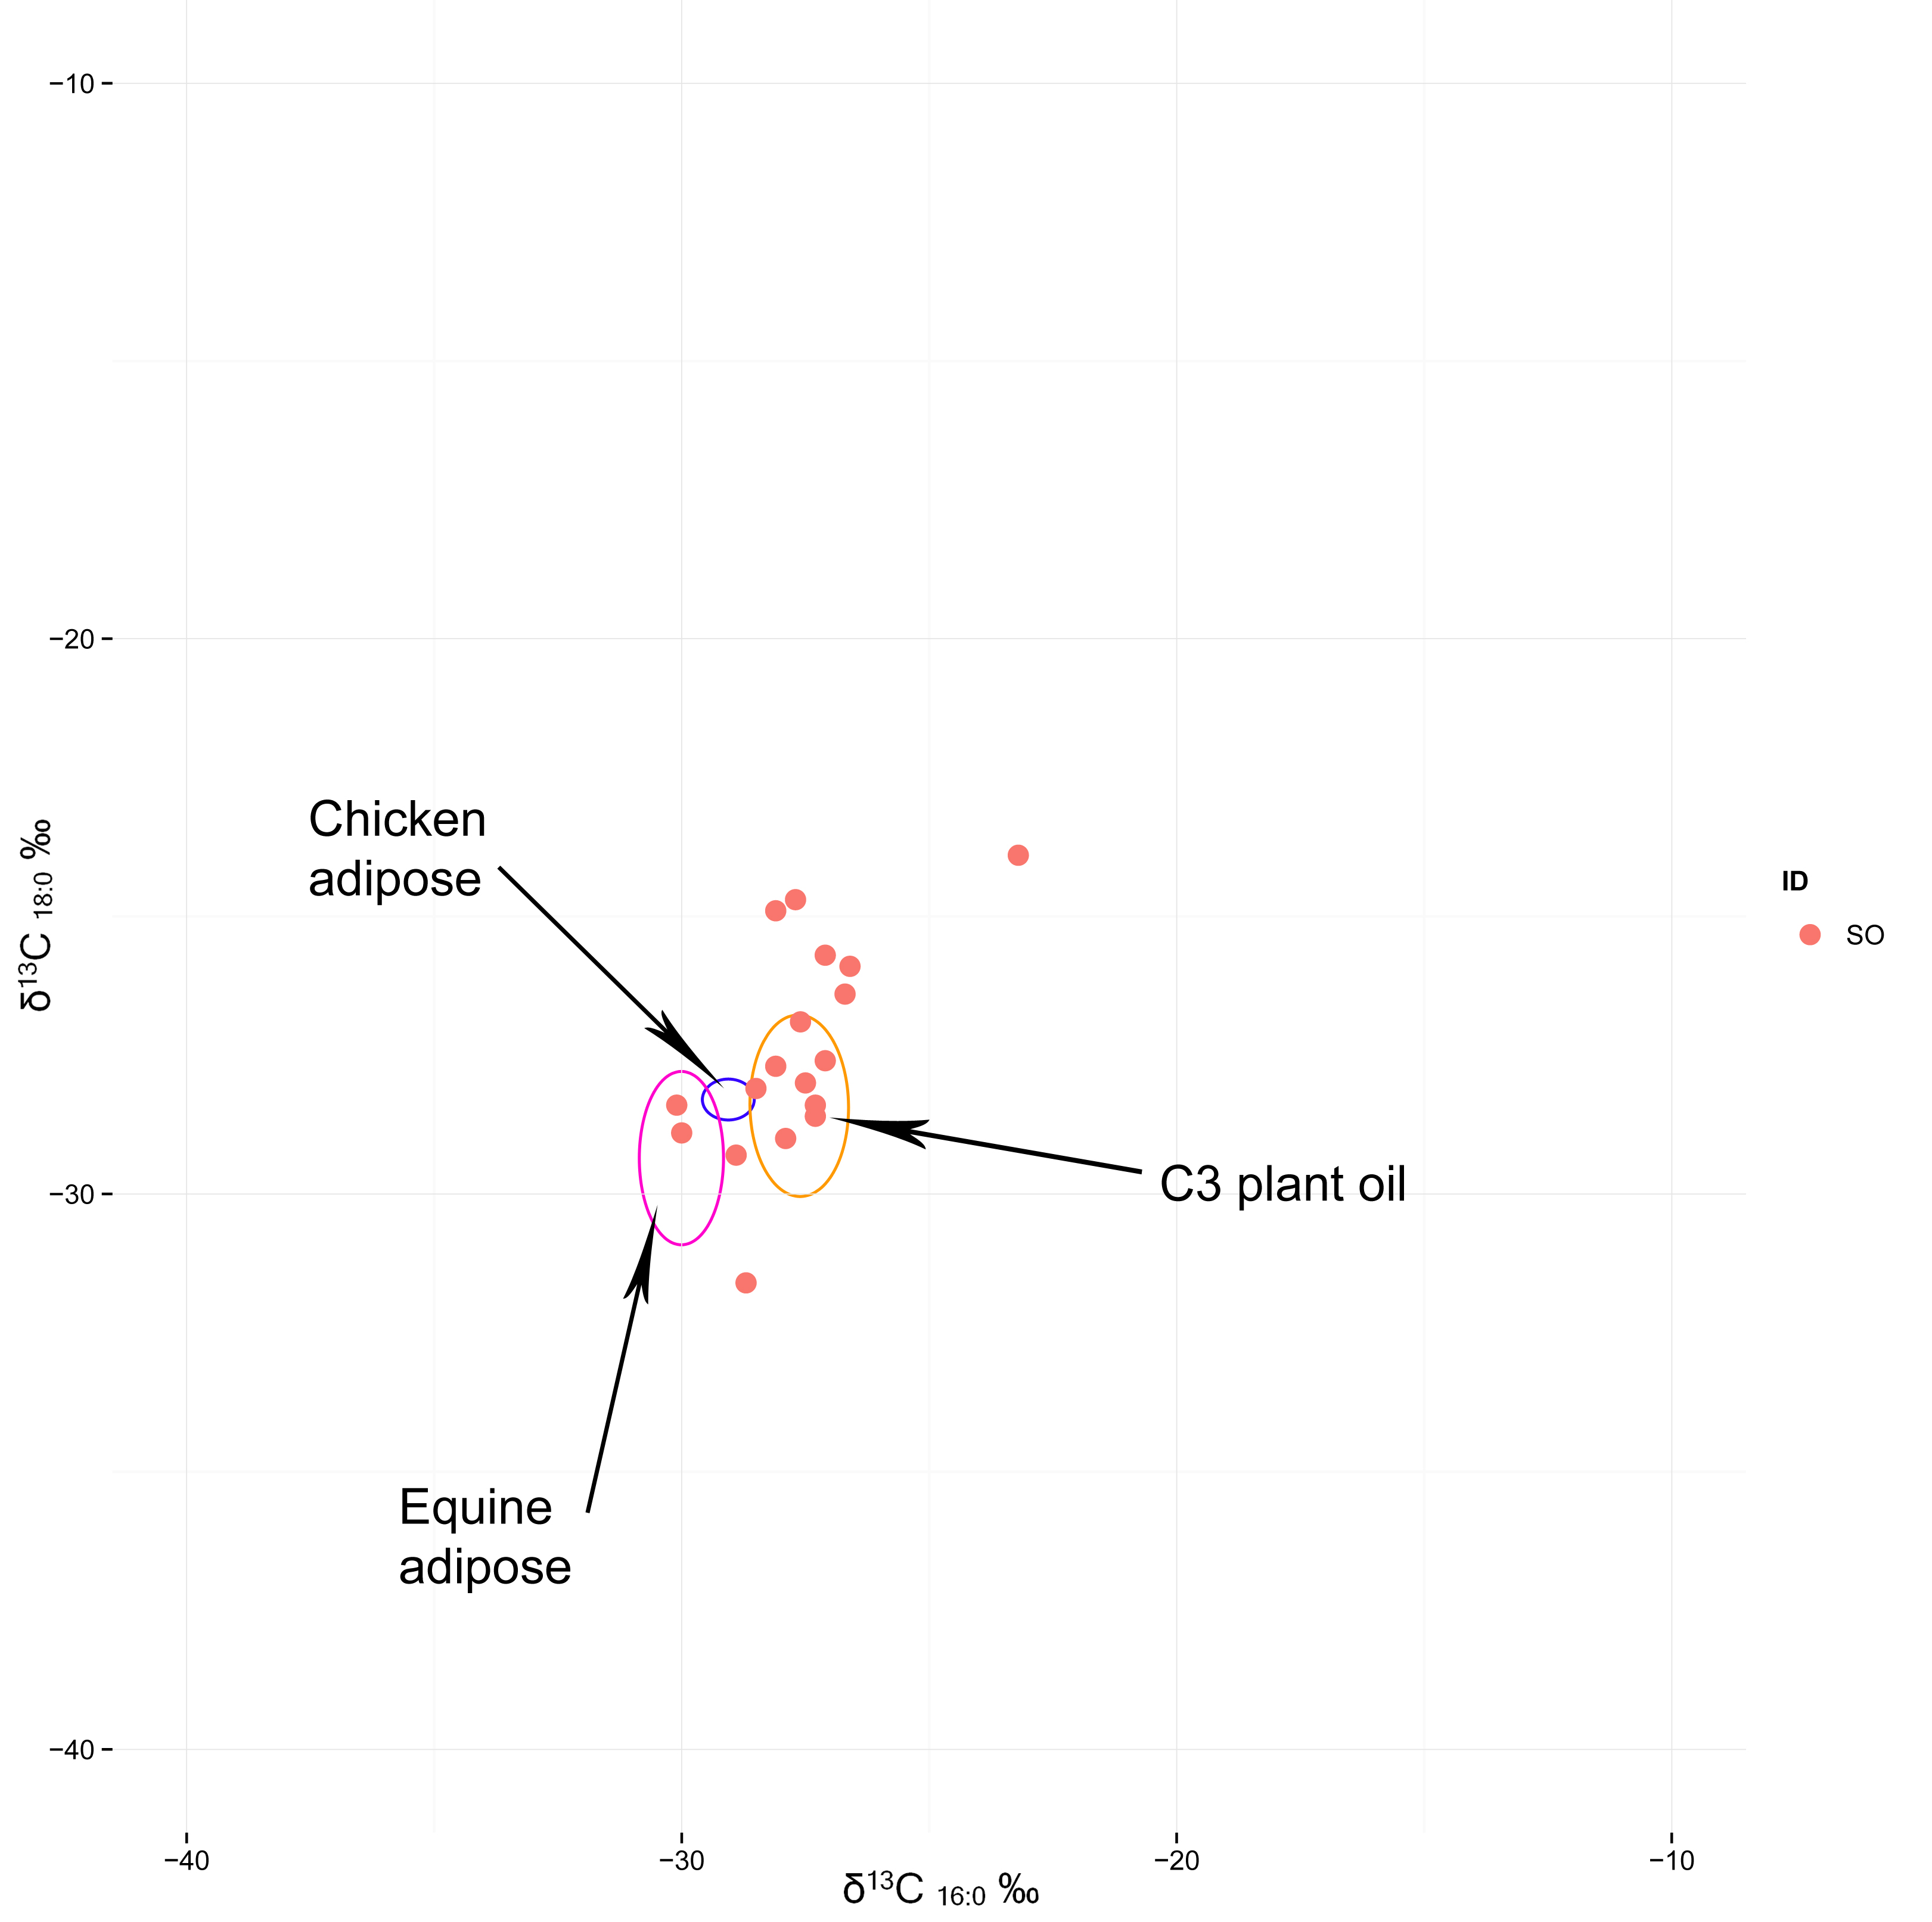 −10
−20
−30
−40
δ¹³C 18:0 ‰
Chicken
adipose
C3 plant oil
Equine
adipose
ID
SO
−40
−30
−20
−10
δ¹³C 16:0 ‰